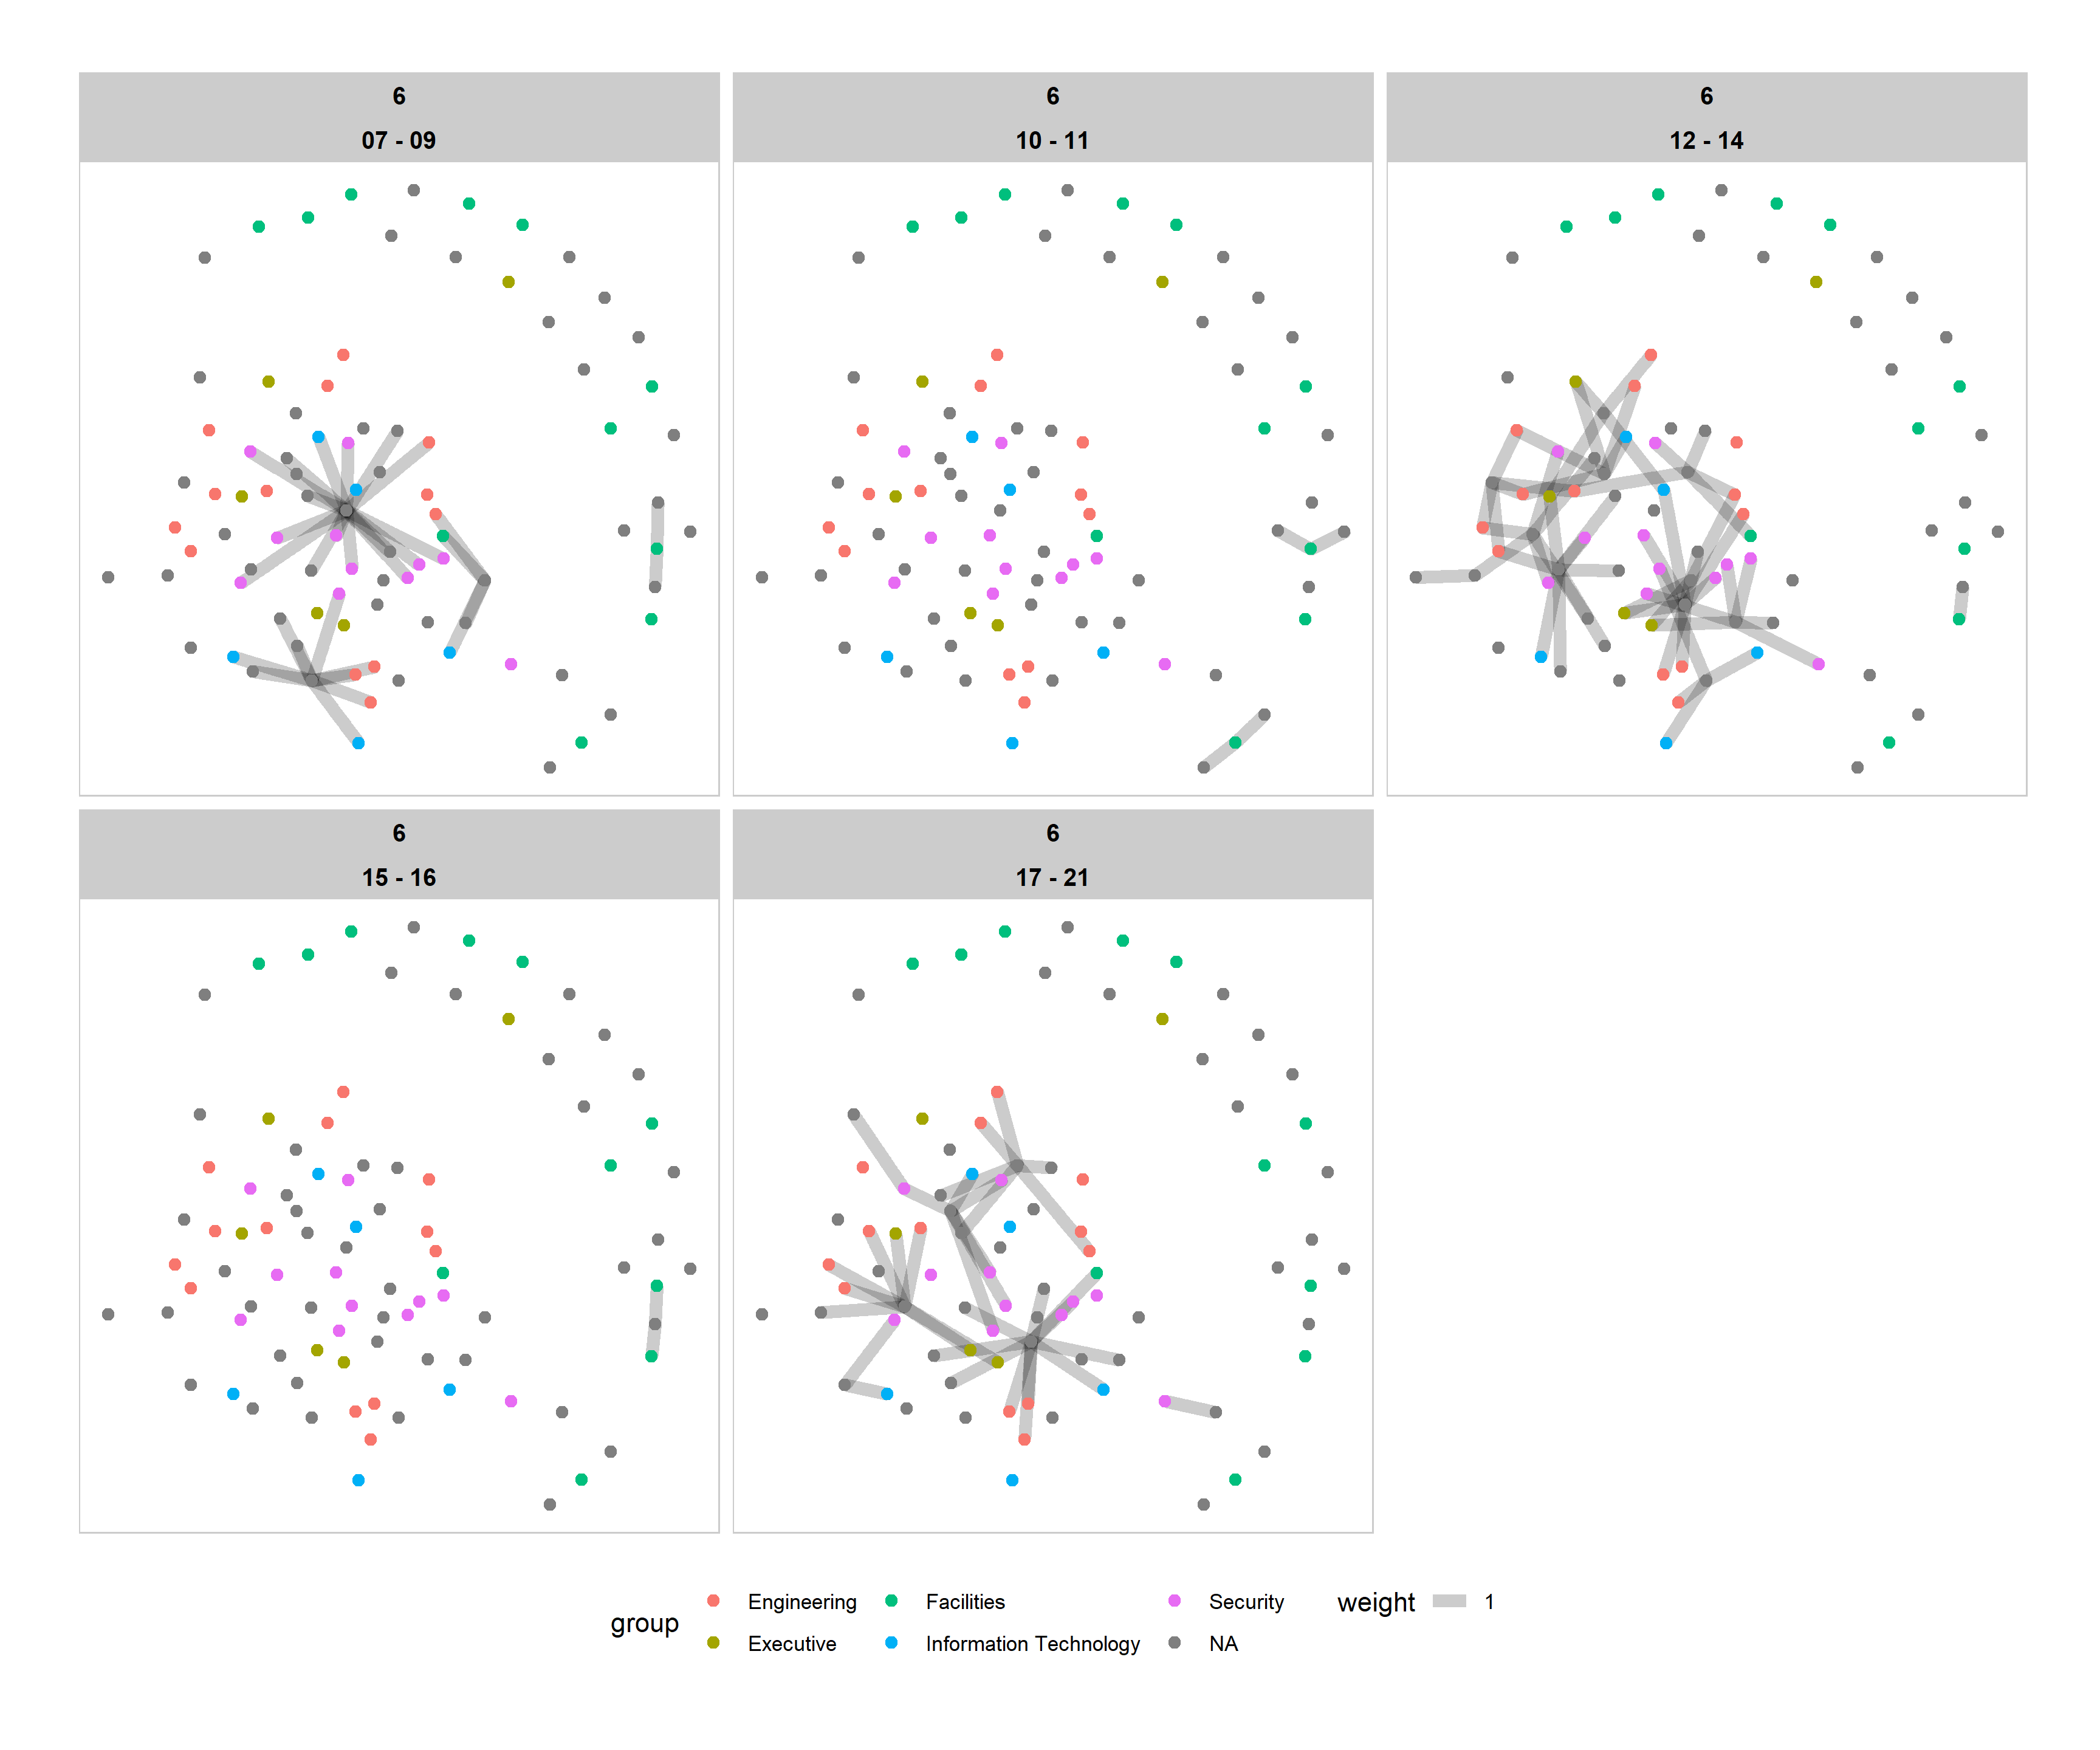 6
07 - 09
6
10 - 11
6
12 - 14
6
15 - 16
6
17 - 21
group
Engineering
Facilities
Security
Executive
Information Technology
NA
weight
1